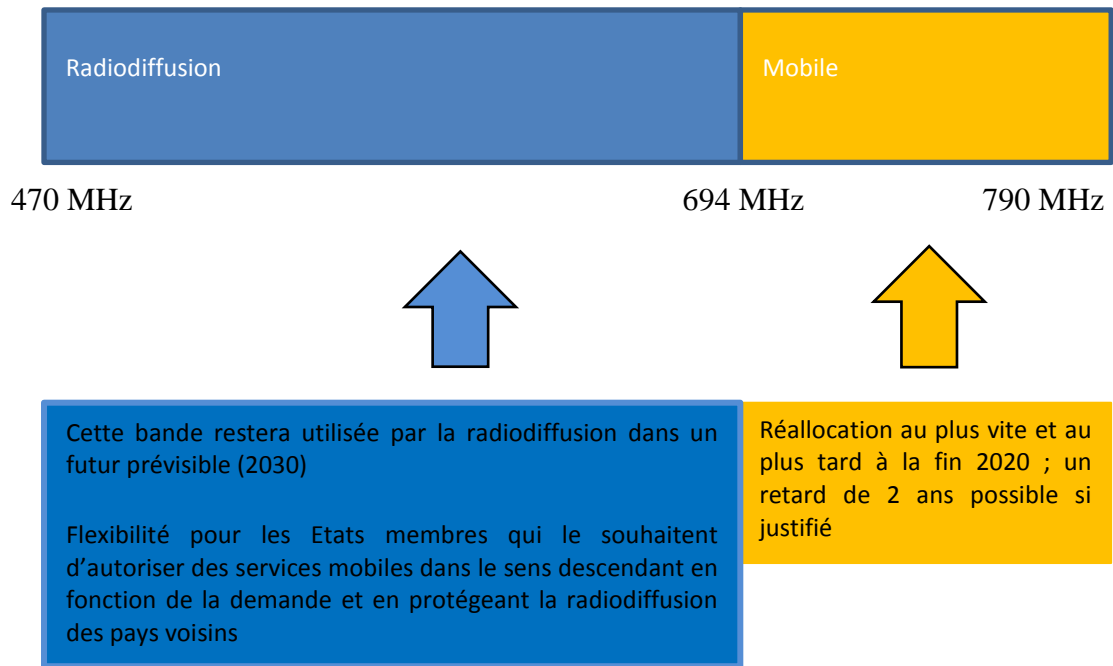 Radiodiffusion
Mobile
470 MHz
694 MHz
790 MHz
Cette bande restera utilisée par la radiodiffusion dans un
futur prévisible (2030)
Flexibilité pour les Etats membres qui le souhaitent
d’autoriser des services mobiles dans le sens descendant en
fonction de la demande et en protégeant la radiodiffusion
des pays voisins
Réallocation au plus vite et au
plus tard à la fin 2020 ; un
retard de 2 ans possible si
justifié